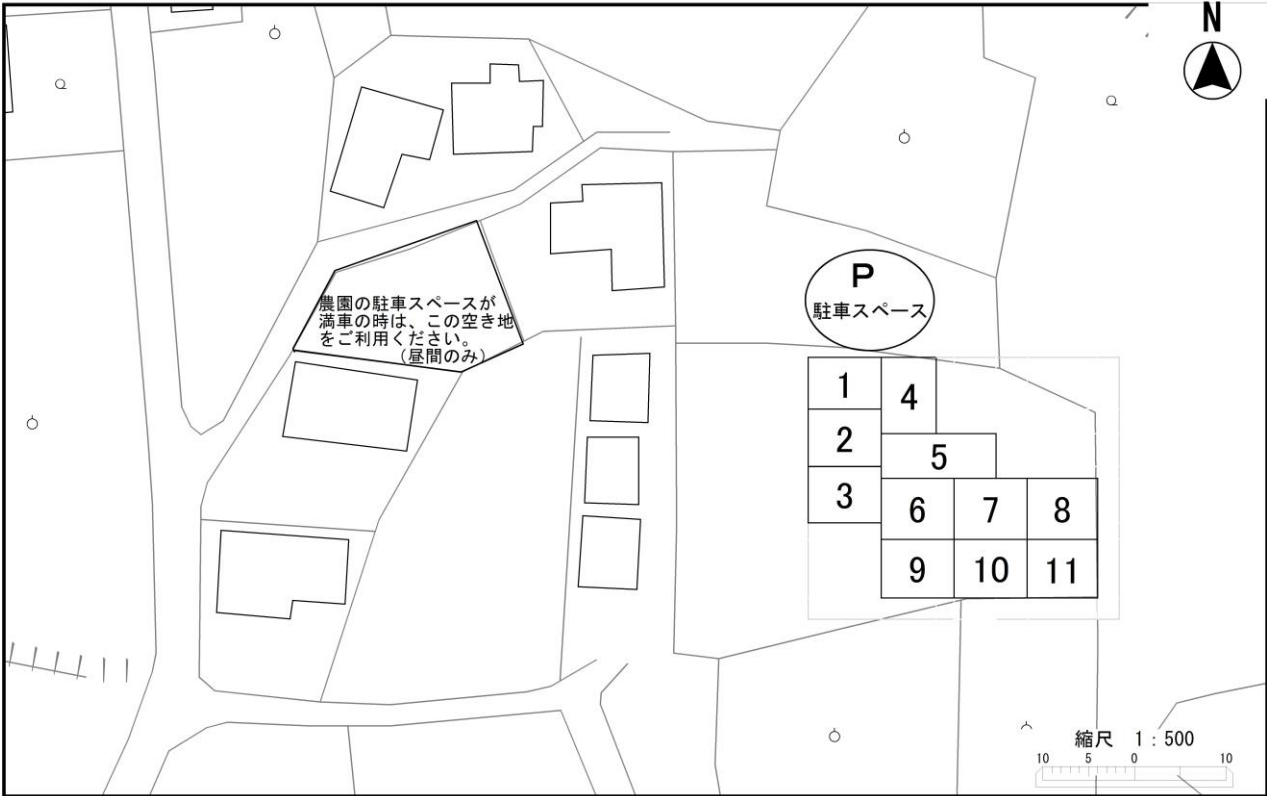 N
農園の駐車スペースが
満車の時は、この空き地
をご利用ください。
（昼間のみ）
P
駐車スペース
1
4
2
5
3
6 7 8
9 10 11
縮尺 1：500
10 5 0 10